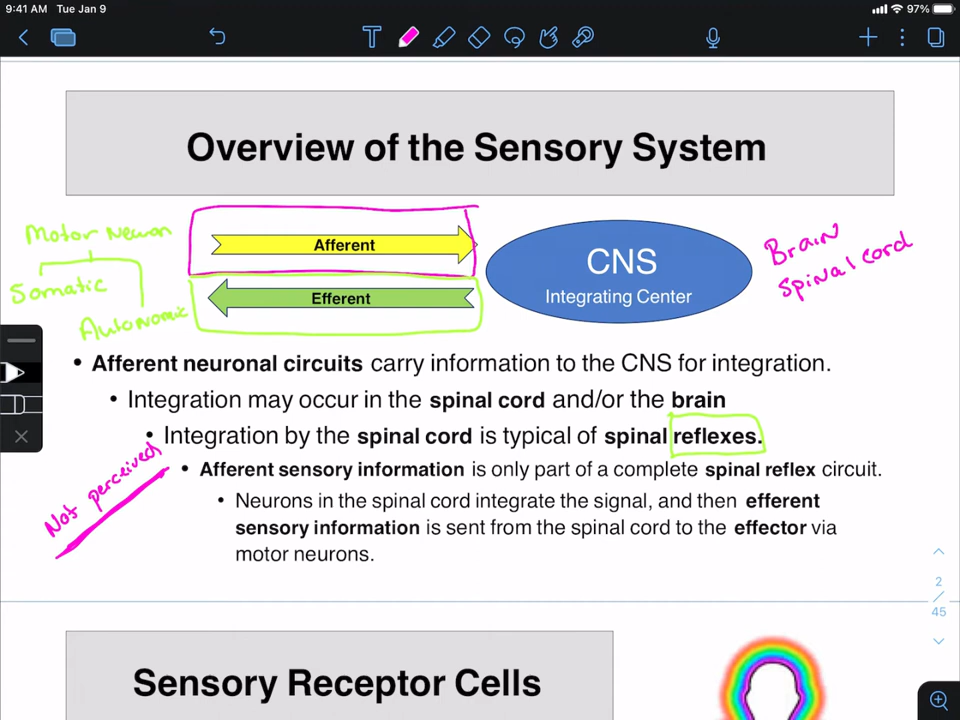 9:41 AM Tue Jan 9
97%
Overview of the Sensory System
Motor Neuron
Somatic
Autonomic
Afferent
Efferent
CNS
Integrating Center
Brain
Spinal cord
• Afferent neuronal circuits carry information to the CNS for integration.
• Integration may occur in the spinal cord and/or the brain
• Integration by the spinal cord is typical of spinal reflexes.
Not perceived
• Afferent sensory information is only part of a complete spinal reflex circuit.
• Neurons in the spinal cord integrate the signal, and then efferent
sensory information is sent from the spinal cord to the effector via
motor neurons.
2
/
45
Sensory Receptor Cells